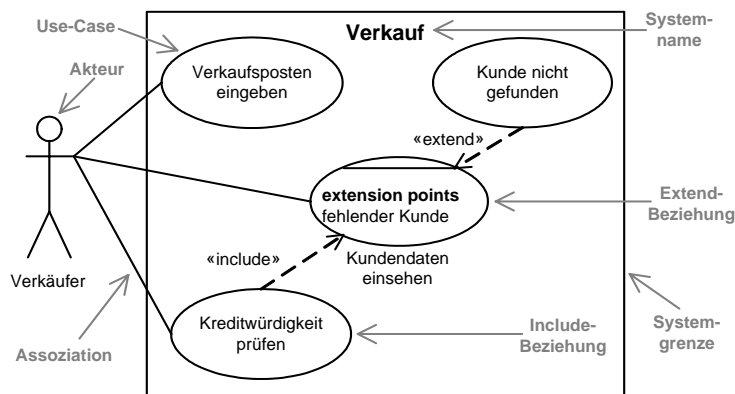 Use-Case
System-
name
Verkauf
Akteur
Verkaufsposten
eingeben
Kunde nicht
gefunden
«extend»
extension points
fehlender Kunde
Extend-
Beziehung
«include»
Kundendaten
einsehen
Verkäufer
Kreditwürdigkeit
prüfen
Include-
Beziehung
System-
grenze
Assoziation